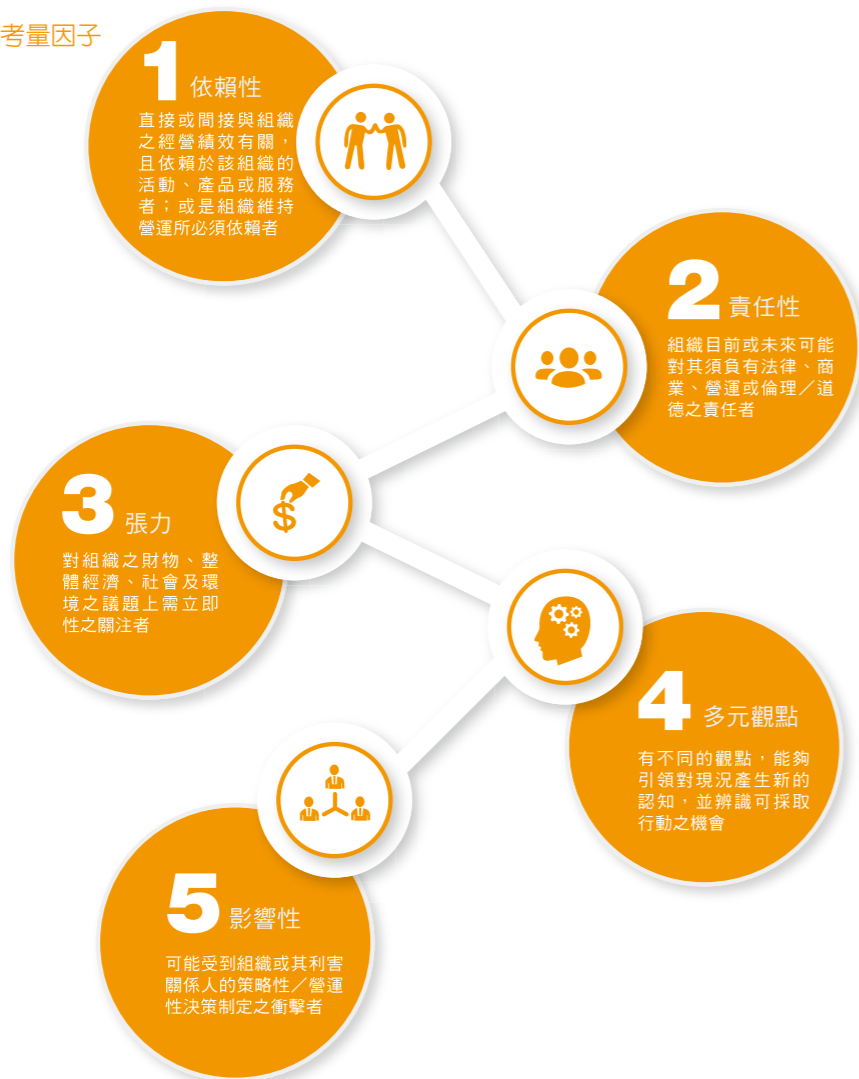 考量因子
1 依賴性
直接或間接與組織
之經營績效有關，
且依賴於該組織的
活動、產品或服務
者；或是組織維持
營運所必須依賴者
2 責任性
組織目前或未來可能
對其須負有法律、商
業、營運或倫理／道
德之責任者
3 張力
對組織之財物、整
體經濟、社會及環
境之議題上需立即
性之關注者
4 多元觀點
有不同的觀點，能夠
引領對現況產生新的
認知，並辨識可採取
行動之機會
5 影響性
可能受到組織或其利害
關係人的策略性／營運
性決策制定之衝擊者